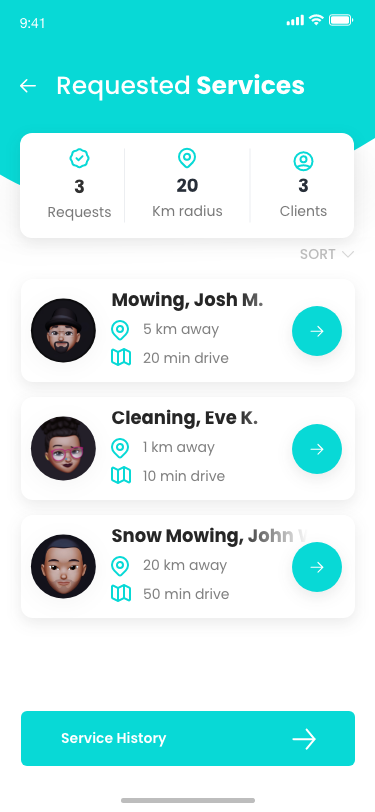 9:41
Requested Services
3
Requests
20
Km radius
3
Clients
SORT
Mowing, Josh M.
5 km away
20 min drive
Cleaning, Eve K.
1 km away
10 min drive
Snow Mowing, John
20 km away
50 min drive
Service History